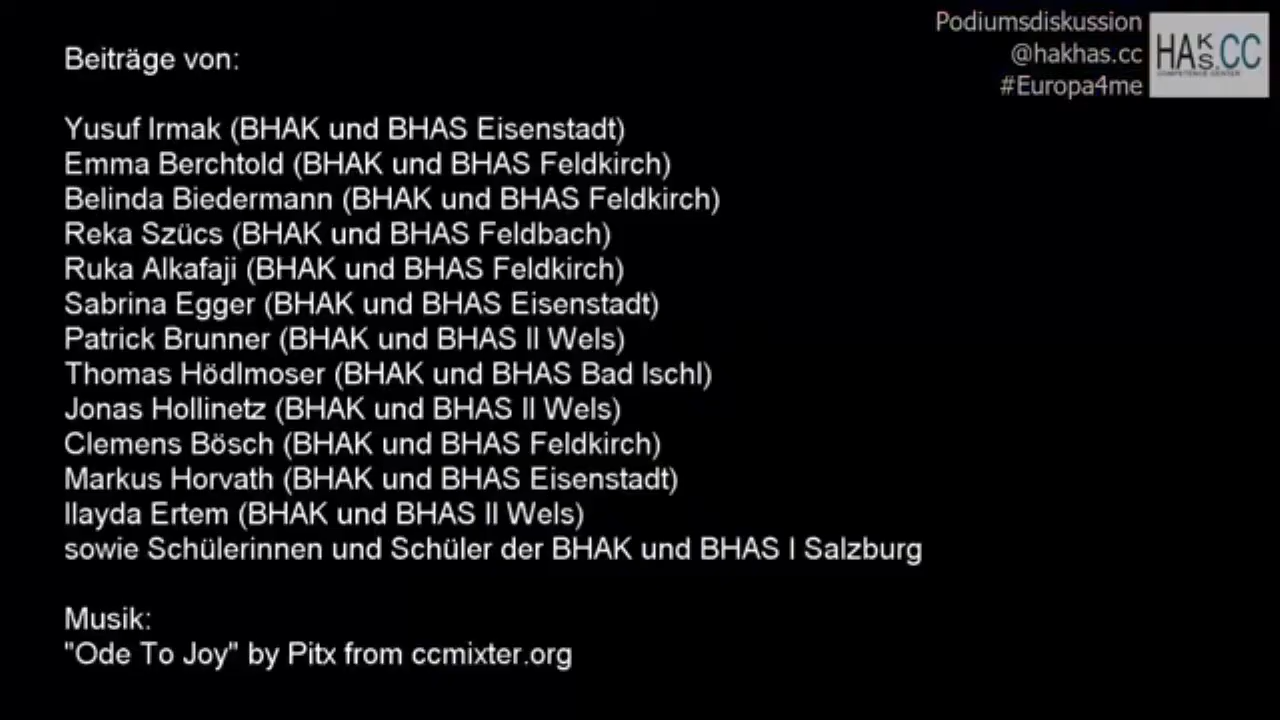 Podiumsdiskussion
@hakhas.cc
#Europa4me
HAK
S.CC
COMPETENCE CENTER
Beiträge von:
Yusuf Irmak (BHAK und BHAS Eisenstadt)
Emma Berchtold (BHAK und BHAS Feldkirch)
Belinda Biedermann (BHAK und BHAS Feldkirch)
Reka Szücs (BHAK und BHAS Feldbach)
Ruka Alkafaji (BHAK und BHAS Feldkirch)
Sabrina Egger (BHAK und BHAS Eisenstadt)
Patrick Brunner (BHAK und BHAS II Wels)
Thomas Hödlmoser (BHAK und BHAS Bad Ischl)
Jonas Hollinetz (BHAK und BHAS II Wels)
Clemens Bösch (BHAK und BHAS Feldkirch)
Markus Horvath (BHAK und BHAS Eisenstadt)
Ilayda Ertem (BHAK und BHAS II Wels)
sowie Schülerinnen und Schüler der BHAK und BHAS I Salzburg
Musik:
"Ode To Joy" by Pitx from ccmixter.org